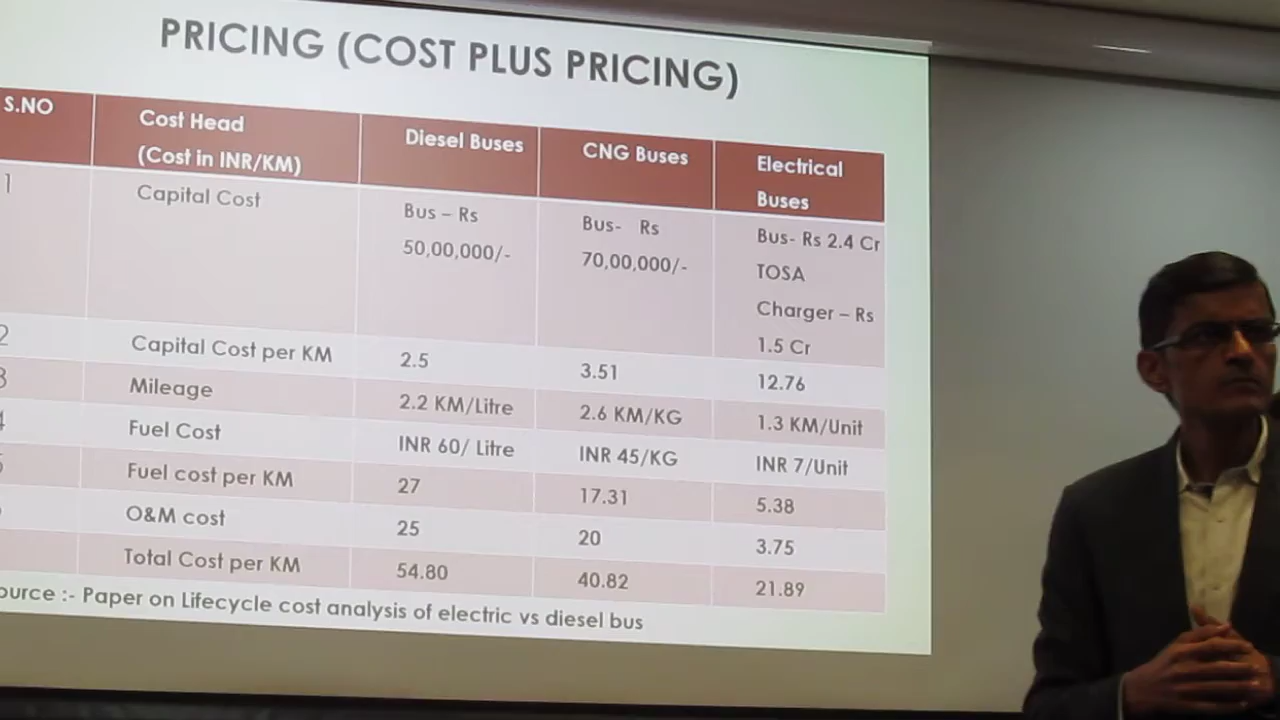 PRICING (COST PLUS PRICING)
S.NO Cost Head (Cost in INR/KM) Diesel Buses CNG Buses Electrical Buses
1 Capital Cost Bus – Rs 50,00,000/- Bus- Rs 70,00,000/- Bus- Rs 2.4 Cr TOSA Charger – Rs 1.5 Cr
2 Capital Cost per KM 2.5 3.51 12.76
3 Mileage 2.2 KM/Litre 2.6 KM/KG 1.3 KM/Unit
4 Fuel Cost INR 60/ Litre INR 45/KG INR 7/Unit
Fuel cost per KM 27 17.31 5.38
O&M cost 25 20 3.75
Total Cost per KM 54.80 40.82 21.89
ource :- Paper on Lifecycle cost analysis of electric vs diesel bus